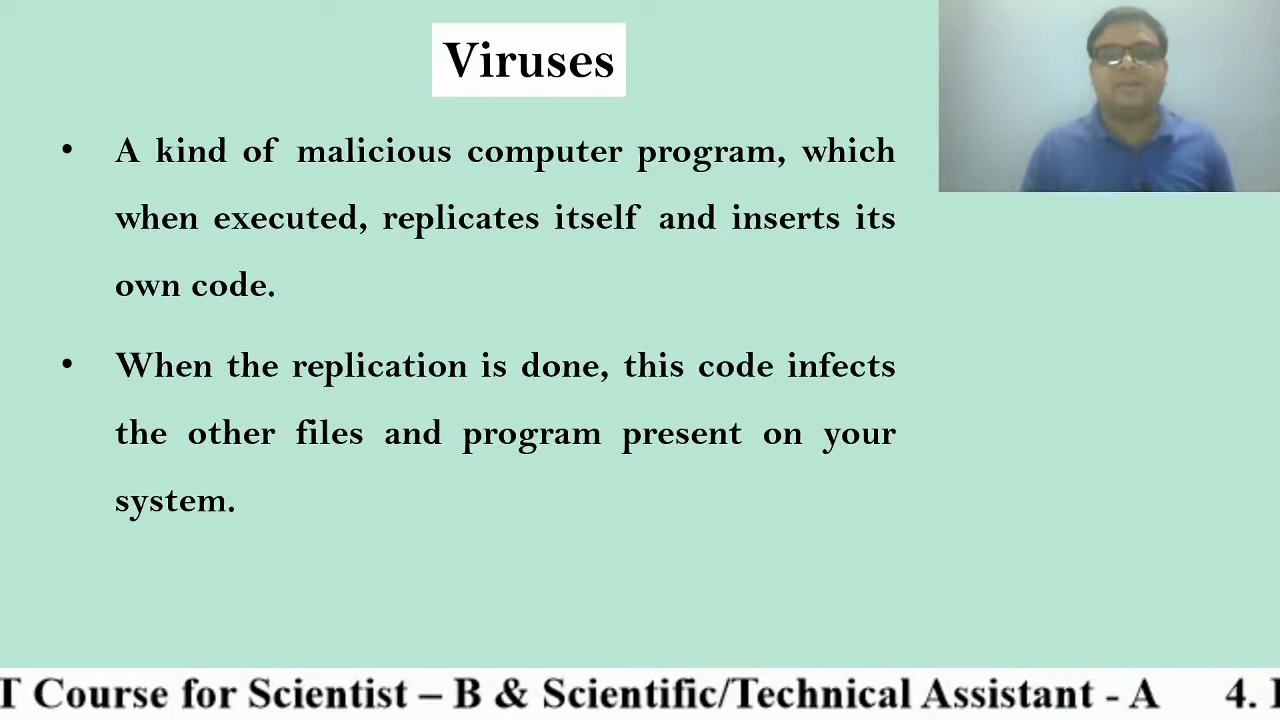 Viruses
• A kind of malicious computer program, which
when executed, replicates itself and inserts its
own code.
• When the replication is done, this code infects
the other files and program present on your
system.
T Course for Scientist – B & Scientific/Technical Assistant - A 4.